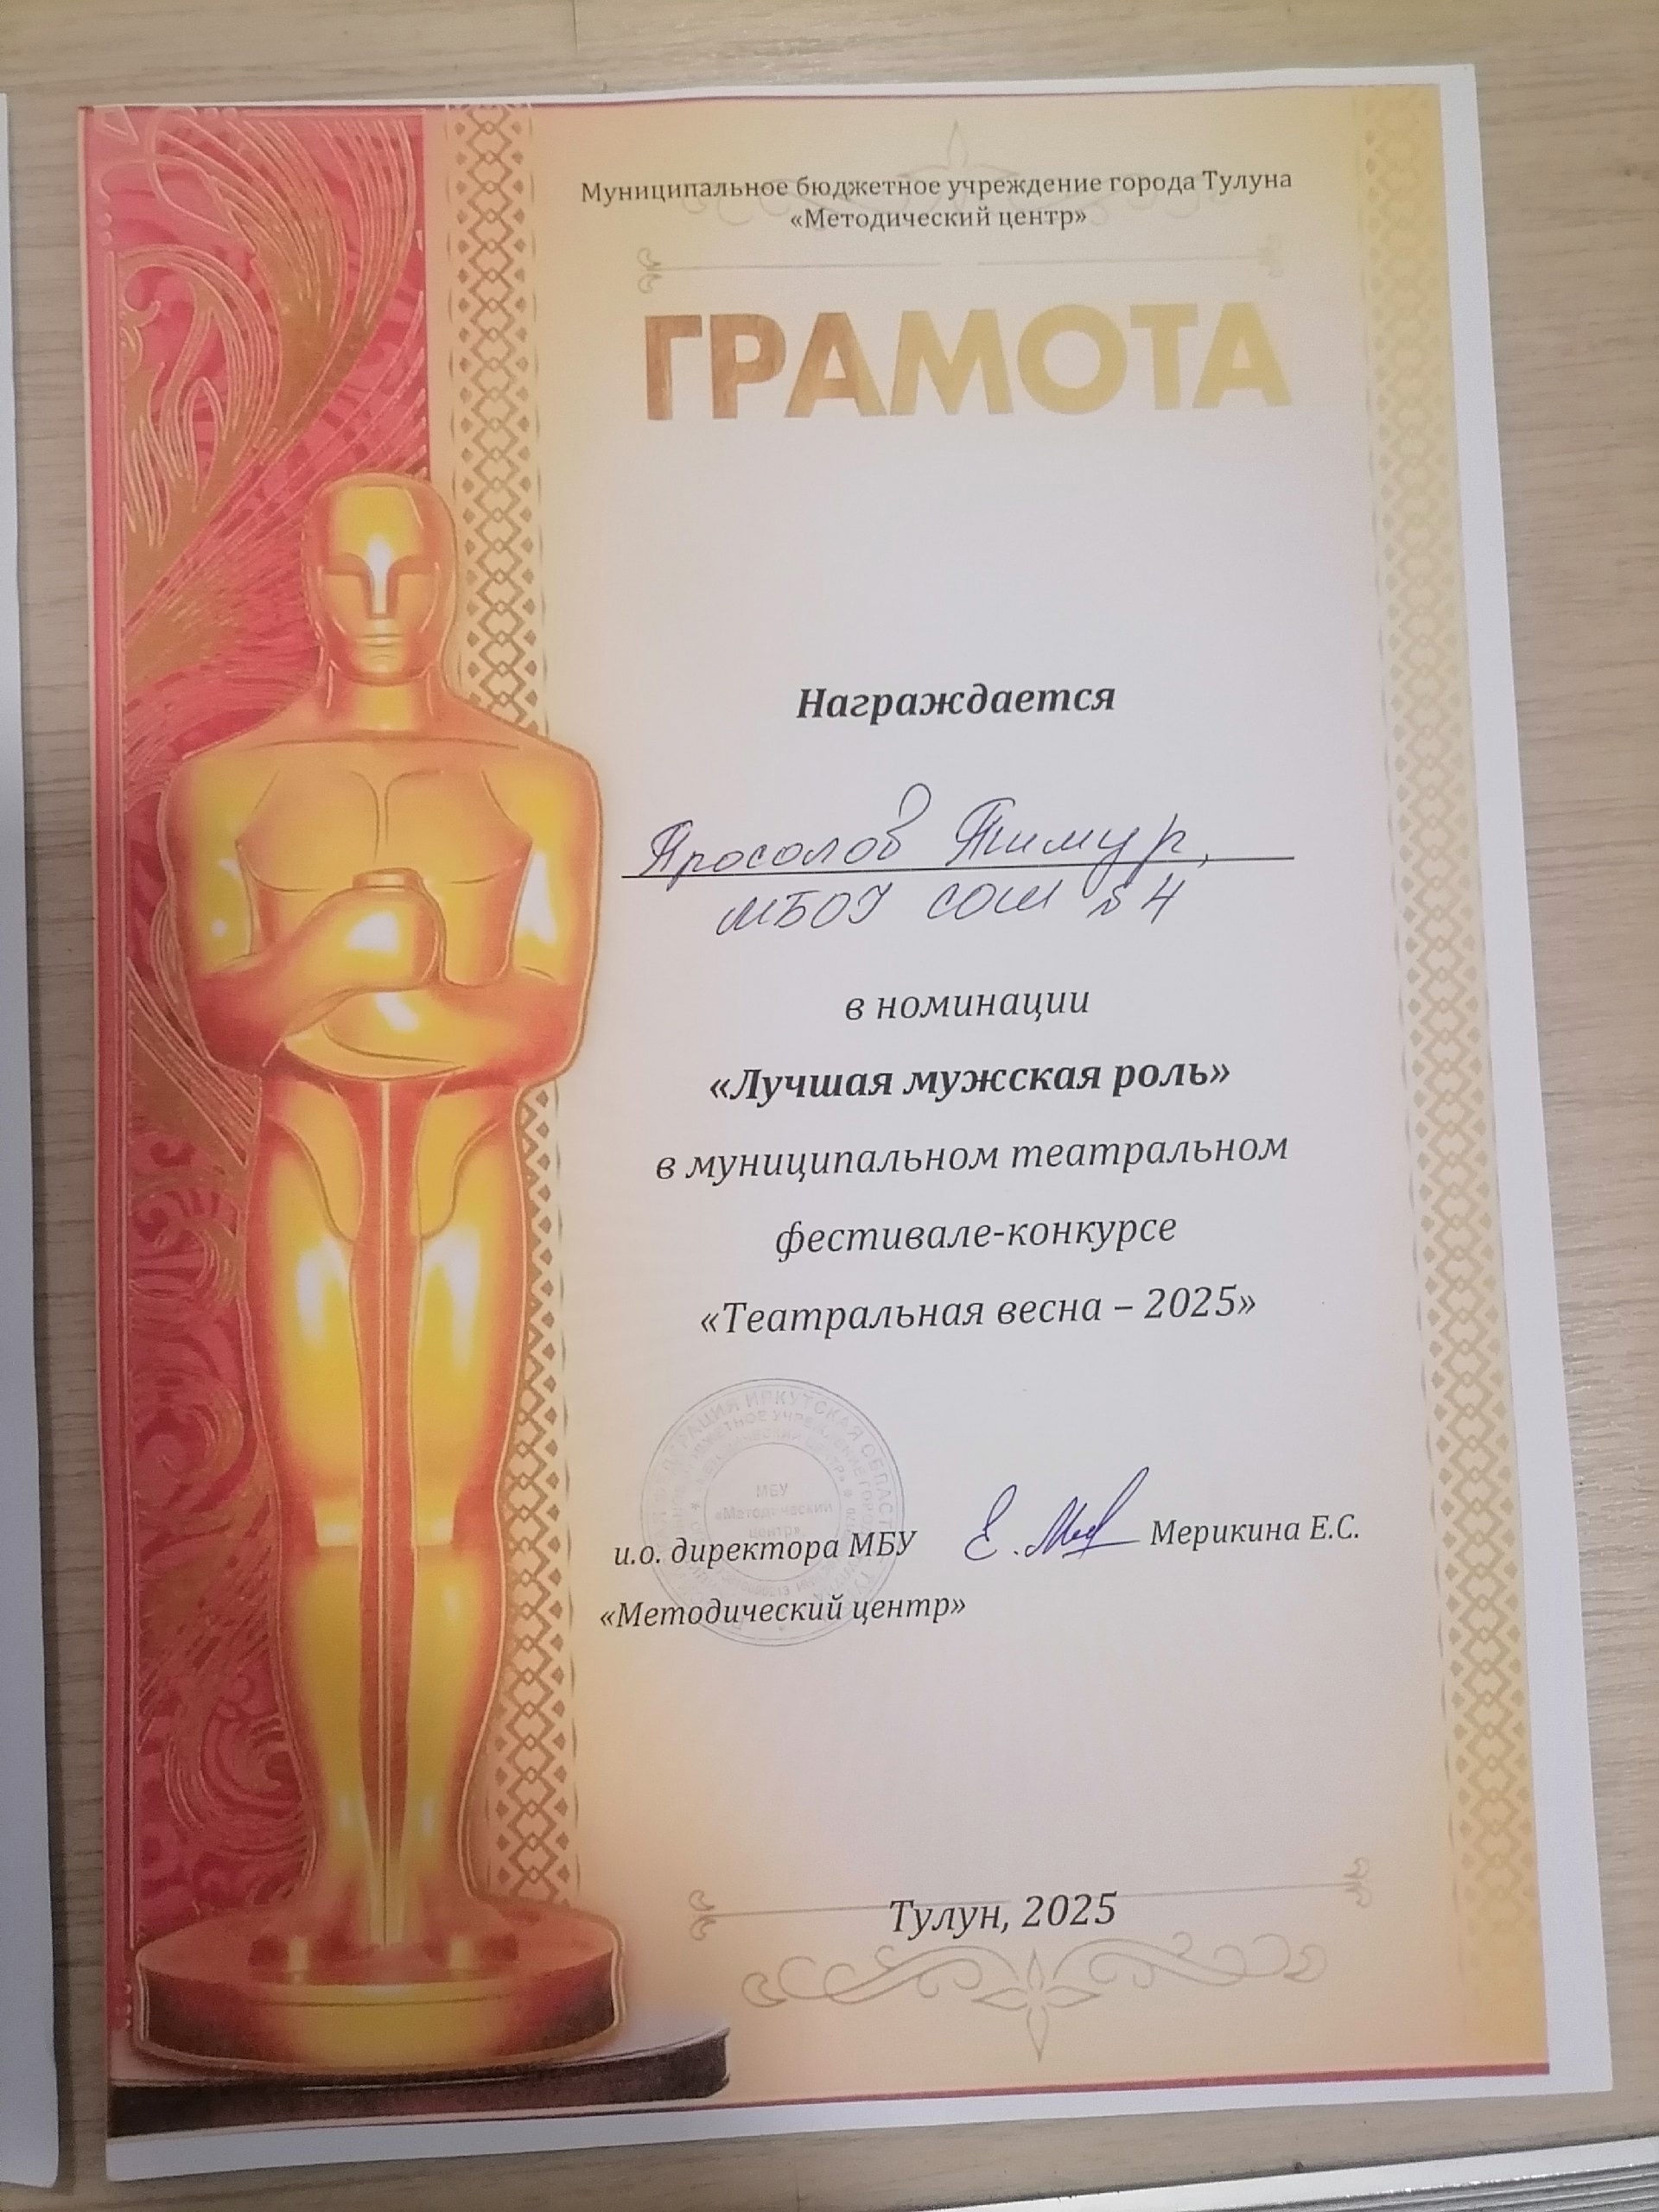 Муниципальное бюджетное учреждение города Тулуна
«Методический центр»
ГРАМОТА
Награждается
Просолов Тимур,
МБОУ СОШ №4
в номинации
«Лучшая мужская роль»
в муниципальном театральном
фестивале-конкурсе
«Театральная весна – 2025»
МБУ
«Методический
центр»
и.о. директора МБУ Мерикина Е.С.
«Методический центр»
Тулун, 2025